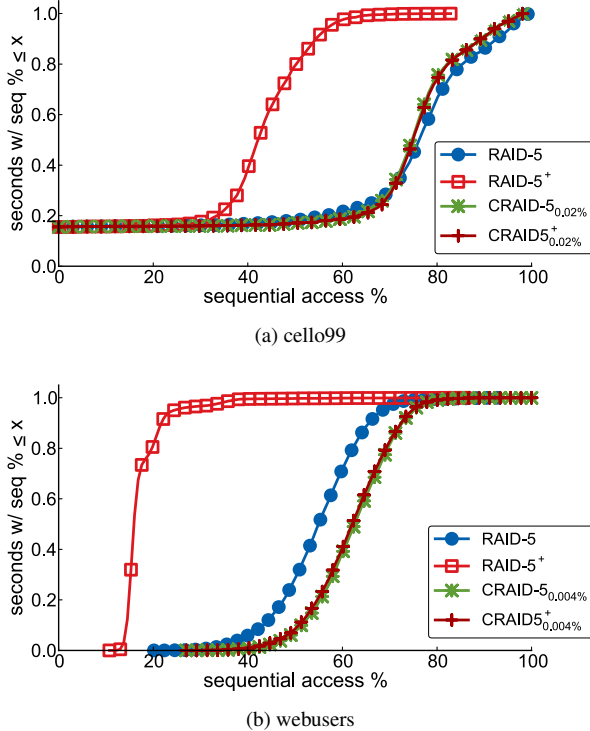 seconds w/ seq % ≤ x
1.0
0.8
0.6
0.4
0.2
0.0
0 20 40 60 80 100
sequential access %
RAID-5
RAID-5⁺
CRAID-5₀.₀₂%
CRAID5⁺₀.₀₂%
(a) cello99
seconds w/ seq % ≤ x
1.0
0.8
0.6
0.4
0.2
0.0
0 20 40 60 80 100
sequential access %
RAID-5
RAID-5⁺
CRAID-5₀.₀₀₄%
CRAID5⁺₀.₀₀₄%
(b) webusers